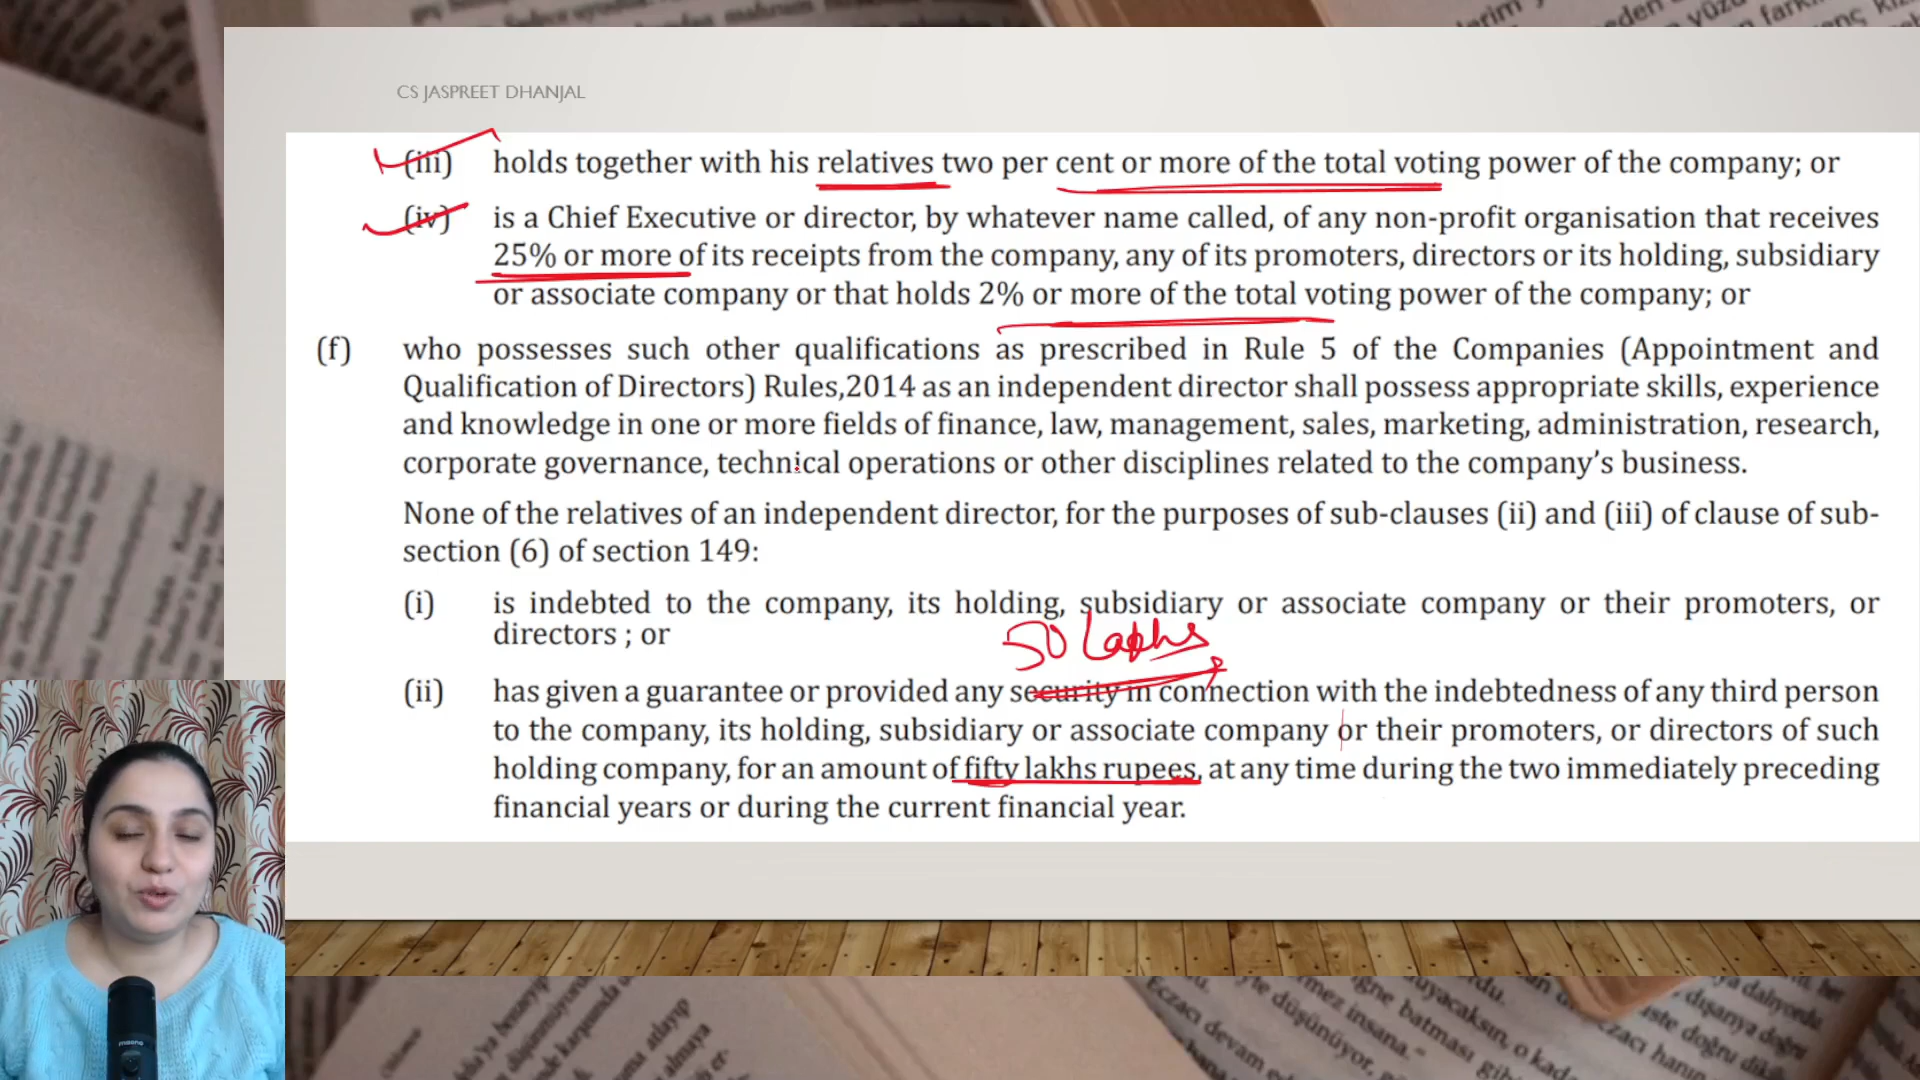 CS JASPREET DHANJAL
(iii) holds together with his relatives two per cent or more of the total voting power of the company; or
(iv) is a Chief Executive or director, by whatever name called, of any non-profit organisation that receives
25% or more of its receipts from the company, any of its promoters, directors or its holding, subsidiary
or associate company or that holds 2% or more of the total voting power of the company; or
(f) who possesses such other qualifications as prescribed in Rule 5 of the Companies (Appointment and
Qualification of Directors) Rules,2014 as an independent director shall possess appropriate skills, experience
and knowledge in one or more fields of finance, law, management, sales, marketing, administration, research,
corporate governance, technical operations or other disciplines related to the company's business.
None of the relatives of an independent director, for the purposes of sub-clauses (ii) and (iii) of clause of sub-
section (6) of section 149:
(i) is indebted to the company, its holding, subsidiary or associate company or their promoters, or
directors ; or
50 Lakhs
(ii) has given a guarantee or provided any security in connection with the indebtedness of any third person
to the company, its holding, subsidiary or associate company or their promoters, or directors of such
holding company, for an amount of fifty lakhs rupees, at any time during the two immediately preceding
financial years or during the current financial year.